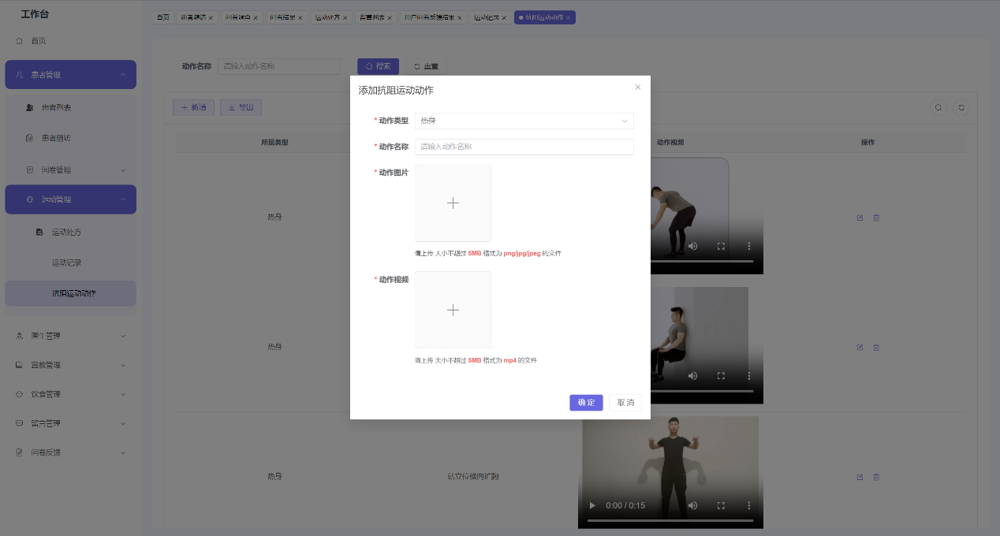 工作台
首页 患者随访 × 问卷调查 × 问卷结果 × 运动处方 × 留言列表 × 用户问卷反馈结果 × 运动记录 × 抗阻运动动作 ×
首页
患者管理
患者列表
患者随访
问卷管理
运动管理
运动处方
运动记录
抗阻运动动作
医生管理
宣教管理
饮食管理
留言管理
问卷反馈
动作名称 请输入动作名称 搜索 重置
新增 导出
所属类型 动作视频 操作
热身
热身
热身 站立位横向扩胸
0:00 / 0:15
添加抗阻运动动作
* 动作类型 热身
* 动作名称 请输入动作名称
* 动作图片
请上传 大小不超过 5MB 格式为 png/jpg/jpeg 的文件
* 动作视频
请上传 大小不超过 5MB 格式为 mp4 的文件
确 定 取 消